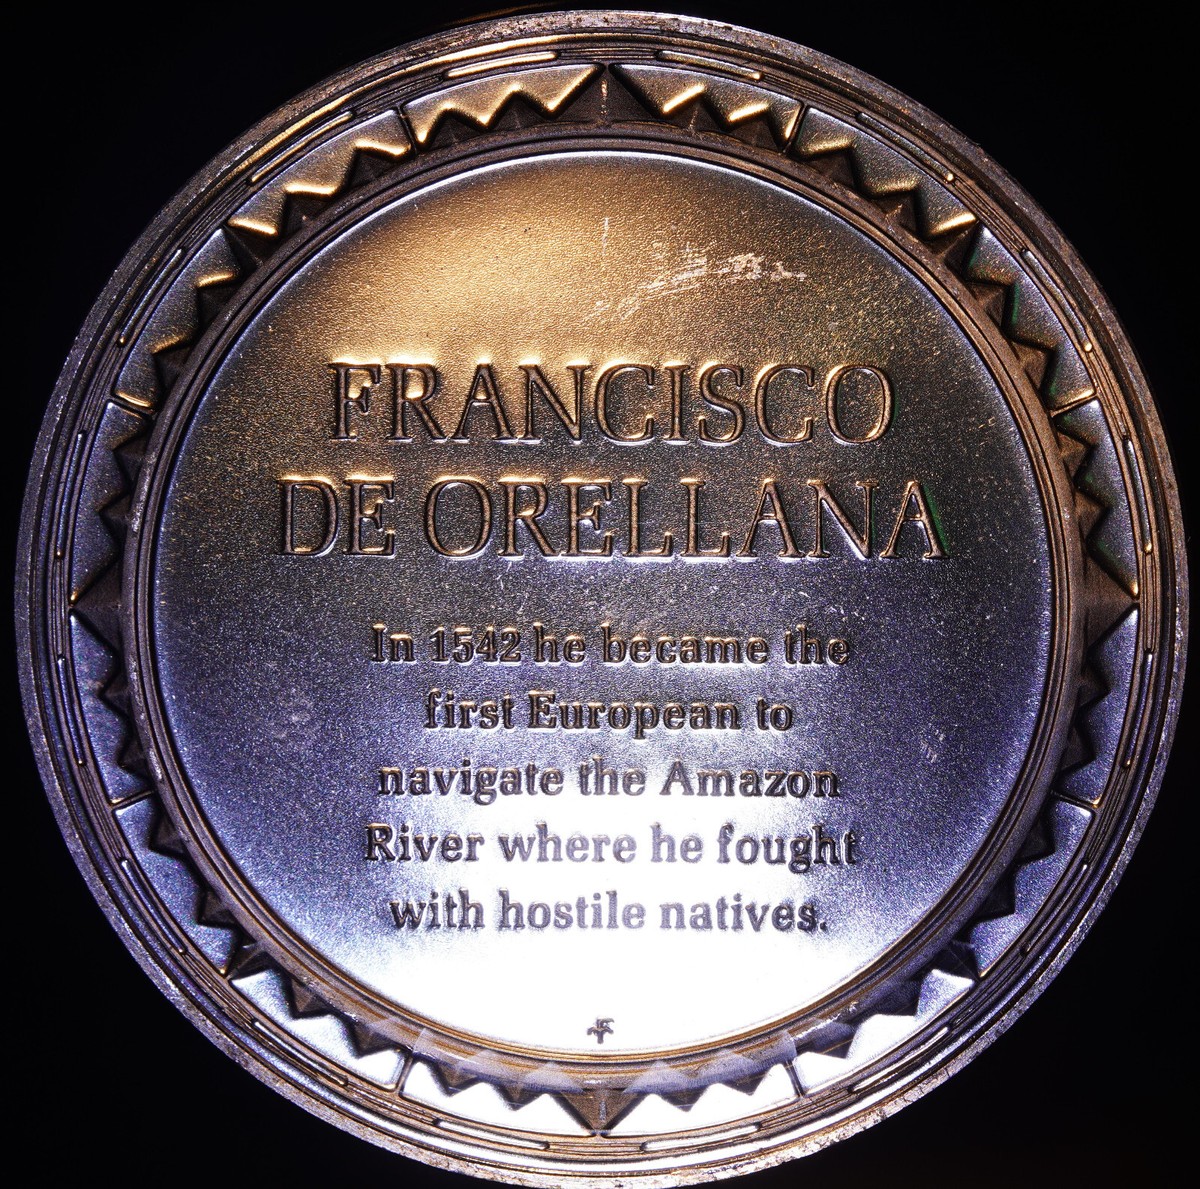 FRANCISCO
DE ORELLANA
In 1542 he became the
first European to
navigate the Amazon
River where he fought
with hostile natives.